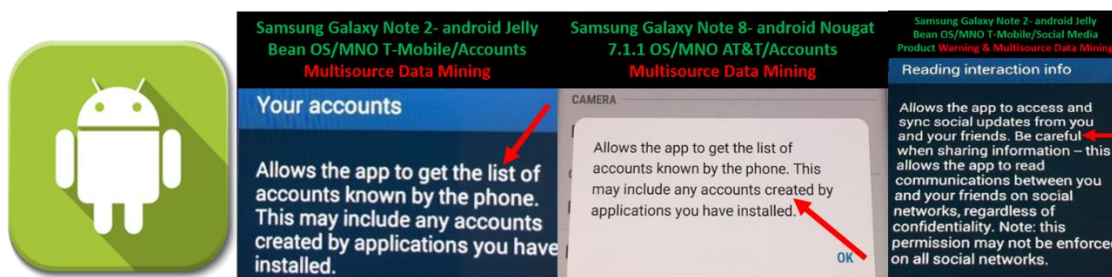 Samsung Galaxy Note 2- android Jelly
Bean OS/MNO T-Mobile/Accounts
Multisource Data Mining
Your accounts
Allows the app to get the list of
accounts known by the phone.
This may include any accounts
created by applications you have
installed.
Samsung Galaxy Note 8- android Nougat
7.1.1 OS/MNO AT&T/Accounts
Multisource Data Mining
CAMERA
Allows the app to get the list of
accounts known by the phone. This
may include any accounts created by
applications you have installed.
OK
Samsung Galaxy Note 2- android Jelly
Bean OS/MNO T-Mobile/Social Media
Product Warning & Multisource Data Mining
Reading interaction info
Allows the app to access and
sync social updates from you
and your friends. Be careful
when sharing information -- this
allows the app to read
communications between you
and your friends on social
networks, regardless of
confidentiality. Note: this
permission may not be enforced
on all social networks.